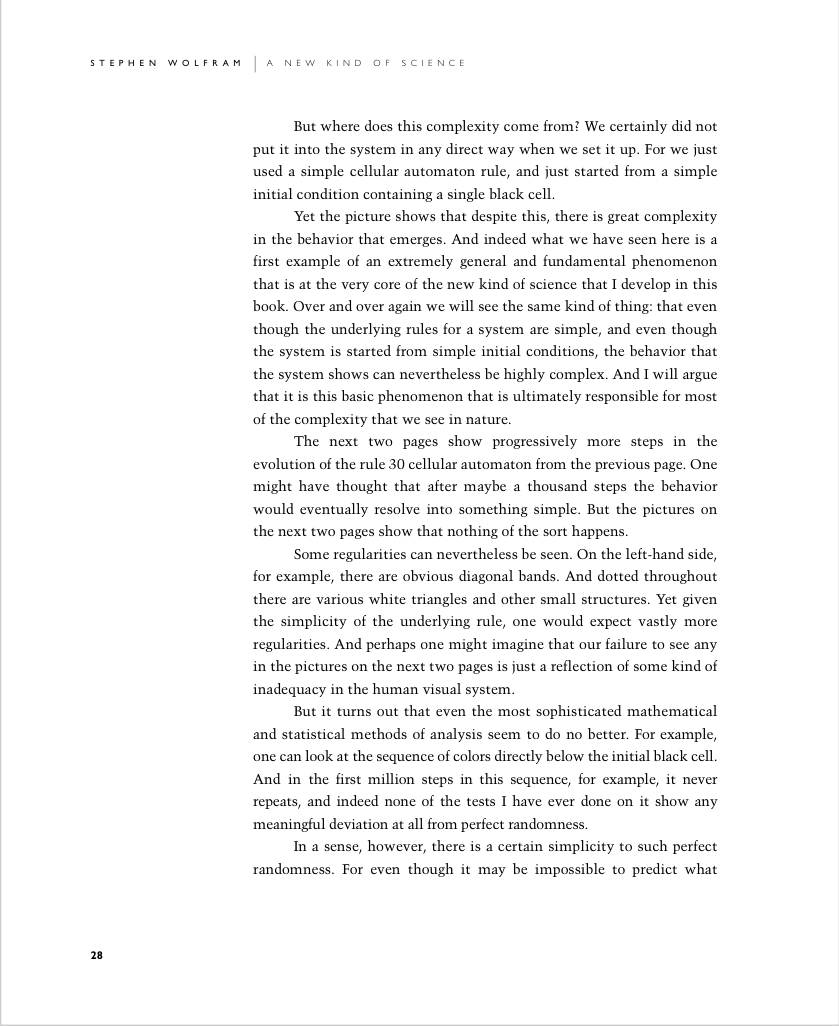 STEPHEN WOLFRAM | A NEW KIND OF SCIENCE
But where does this complexity come from? We certainly did not
put it into the system in any direct way when we set it up. For we just
used a simple cellular automaton rule, and just started from a simple
initial condition containing a single black cell.
Yet the picture shows that despite this, there is great complexity
in the behavior that emerges. And indeed what we have seen here is a
first example of an extremely general and fundamental phenomenon
that is at the very core of the new kind of science that I develop in this
book. Over and over again we will see the same kind of thing: that even
though the underlying rules for a system are simple, and even though
the system is started from simple initial conditions, the behavior that
the system shows can nevertheless be highly complex. And I will argue
that it is this basic phenomenon that is ultimately responsible for most
of the complexity that we see in nature.
The next two pages show progressively more steps in the
evolution of the rule 30 cellular automaton from the previous page. One
might have thought that after maybe a thousand steps the behavior
would eventually resolve into something simple. But the pictures on
the next two pages show that nothing of the sort happens.
Some regularities can nevertheless be seen. On the left-hand side,
for example, there are obvious diagonal bands. And dotted throughout
there are various white triangles and other small structures. Yet given
the simplicity of the underlying rule, one would expect vastly more
regularities. And perhaps one might imagine that our failure to see any
in the pictures on the next two pages is just a reflection of some kind of
inadequacy in the human visual system.
But it turns out that even the most sophisticated mathematical
and statistical methods of analysis seem to do no better. For example,
one can look at the sequence of colors directly below the initial black cell.
And in the first million steps in this sequence, for example, it never
repeats, and indeed none of the tests I have ever done on it show any
meaningful deviation at all from perfect randomness.
In a sense, however, there is a certain simplicity to such perfect
randomness. For even though it may be impossible to predict what
28